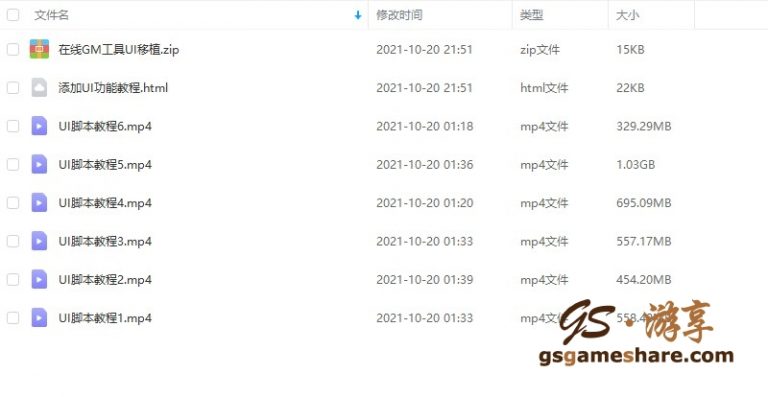 文件名 修改时间 类型 大小
在线GM工具UI移植.zip 2021-10-20 21:51 zip文件 15KB
添加UI功能教程.html 2021-10-20 21:51 html文件 22KB
UI脚本教程6.mp4 2021-10-20 01:18 mp4文件 329.29MB
UI脚本教程5.mp4 2021-10-20 01:36 mp4文件 1.03GB
UI脚本教程4.mp4 2021-10-20 01:20 mp4文件 695.09MB
UI脚本教程3.mp4 2021-10-20 01:33 mp4文件 557.17MB
UI脚本教程2.mp4 2021-10-20 01:39 mp4文件 454.20MB
UI脚本教程1.mp4 2021-10-20 01:33 mp4文件
GS·游享
gsgameshare.com